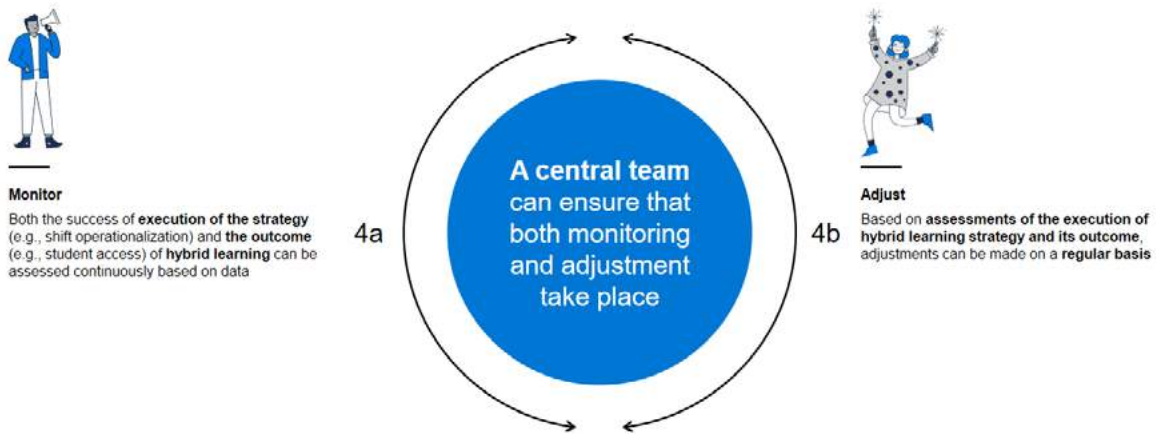 Monitor
Both the success of execution of the strategy
(e.g., shift operationalization) and the outcome
(e.g., student access) of hybrid learning can be
assessed continuously based on data
4a
A central team
can ensure that
both monitoring
and adjustment
take place
4b
Adjust
Based on assessments of the execution of
hybrid learning strategy and its outcome,
adjustments can be made on a regular basis